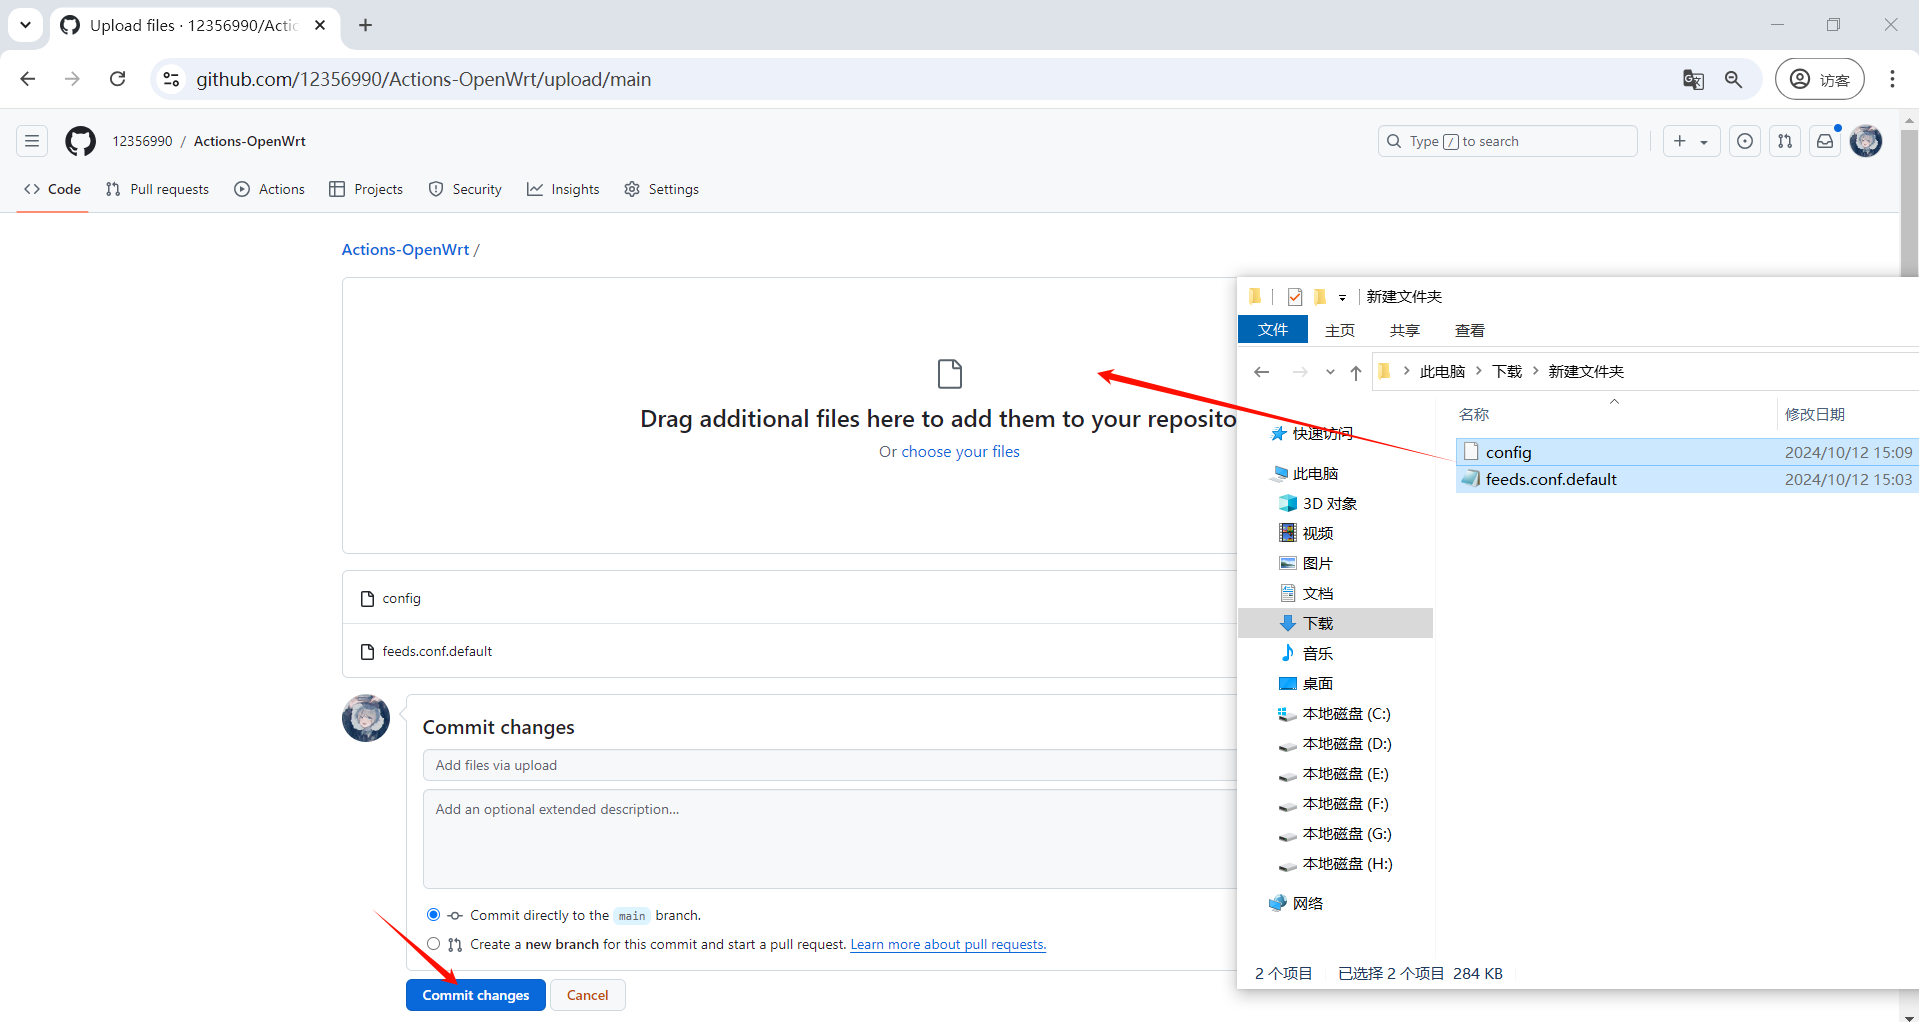 Upload files · 12356990/Actic
github.com/12356990/Actions-OpenWrt/upload/main
访客
12356990 / Actions-OpenWrt
Type / to search
Code
Pull requests
Actions
Projects
Security
Insights
Settings
Actions-OpenWrt /
Drag additional files here to add them to your reposito
Or choose your files
config
feeds.conf.default
Commit changes
Add files via upload
Add an optional extended description...
Commit directly to the main branch.
Create a new branch for this commit and start a pull request. Learn more about pull requests.
Commit changes
Cancel
新建文件夹
文件
主页
共享
查看
此电脑 > 下载 > 新建文件夹
名称
修改日期
config
2024/10/12 15:09
feeds.conf.default
2024/10/12 15:03
快速访问
此电脑
3D 对象
视频
图片
文档
下载
音乐
桌面
本地磁盘 (C:)
本地磁盘 (D:)
本地磁盘 (E:)
本地磁盘 (F:)
本地磁盘 (G:)
本地磁盘 (H:)
网络
2 个项目
已选择 2 个项目 284 KB